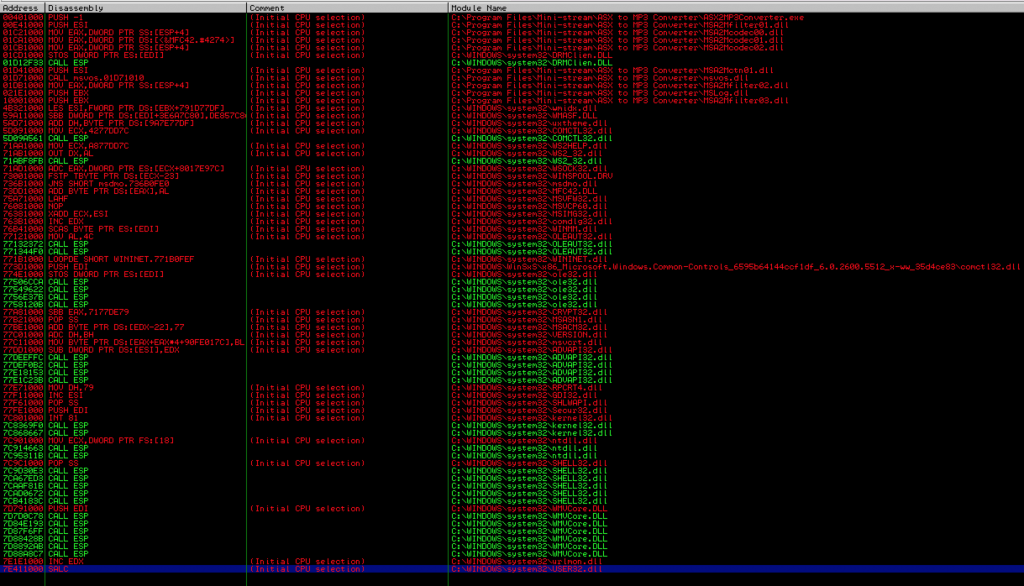 Address Disassembly Comment Module Name
00401000 PUSH -1 (Initial CPU selection) C:\Program Files\Mini-stream\ASX to MP3 Converter\ASX2MP3Converter.exe
00E41000 PUSH ESI (Initial CPU selection) C:\Program Files\Mini-stream\ASX to MP3 Converter\MSA2Mfilter01.dll
01C21000 MOV EAX,DWORD PTR SS:[ESP+4] (Initial CPU selection) C:\Program Files\Mini-stream\ASX to MP3 Converter\MSA2Mcodec00.dll
01CA1000 MOV EAX,DWORD PTR DS:[<&MFC42.#4274>] (Initial CPU selection) C:\Program Files\Mini-stream\ASX to MP3 Converter\MSA2Mcodec01.dll
01CB1000 MOV EAX,DWORD PTR SS:[ESP+4] (Initial CPU selection) C:\Program Files\Mini-stream\ASX to MP3 Converter\MSA2Mcodec02.dll
01CD1000 STOS DWORD PTR ES:[EDI] (Initial CPU selection) C:\WINDOWS\system32\DRMClien.DLL
01D12F33 CALL ESP C:\WINDOWS\system32\DRMClien.DLL
01D41000 PUSH ESI (Initial CPU selection) C:\Program Files\Mini-stream\ASX to MP3 Converter\MSA2Mctn01.dll
01D71000 CALL msvos.01D71010 (Initial CPU selection) C:\Program Files\Mini-stream\ASX to MP3 Converter\msvos.dll
01DB1000 MOV EAX,DWORD PTR SS:[ESP+4] (Initial CPU selection) C:\Program Files\Mini-stream\ASX to MP3 Converter\MSA2Mfilter02.dll
021E1000 PUSH EBX (Initial CPU selection) C:\Program Files\Mini-stream\ASX to MP3 Converter\MSLog.dll
10001000 PUSH EBX (Initial CPU selection) C:\Program Files\Mini-stream\ASX to MP3 Converter\MSA2Mfilter03.dll
4B321000 LES ESI,FWORD PTR DS:[EBX+791D77DF] (Initial CPU selection) C:\WINDOWS\system32\wmidx.dll
59A11000 SBB DWORD PTR DS:[EDI+3E6A7C80],DE857C8 (Initial CPU selection) C:\WINDOWS\system32\WMASF.DLL
5AD71000 ADD DH,BYTE PTR DS:[9A7E77DF] (Initial CPU selection) C:\WINDOWS\system32\uxtheme.dll
5D091000 MOV ECX,4277DD7C (Initial CPU selection) C:\WINDOWS\system32\COMCTL32.dll
5D09A561 CALL ESP C:\WINDOWS\system32\COMCTL32.dll
71AA1000 MOV ECX,A877DD7C (Initial CPU selection) C:\WINDOWS\system32\WS2HELP.dll
71AB1000 OUT DX,AL (Initial CPU selection) C:\WINDOWS\system32\WS2_32.dll
71ABF8FB CALL ESP C:\WINDOWS\system32\WS2_32.dll
71AD1000 ADC EAX,DWORD PTR ES:[ECX+8017E97C] (Initial CPU selection) C:\WINDOWS\system32\WSOCK32.dll
73001000 FSTP TBYTE PTR DS:[ECX-23] (Initial CPU selection) C:\WINDOWS\system32\WINSPOOL.DRV
736B1000 JNS SHORT msdmo.736B0FE0 (Initial CPU selection) C:\WINDOWS\system32\msdmo.dll
73DD1000 ADD BYTE PTR DS:[EAX],AL (Initial CPU selection) C:\WINDOWS\system32\MFC42.DLL
75A71000 LAHF (Initial CPU selection) C:\WINDOWS\system32\MSVFW32.dll
76081000 NOP (Initial CPU selection) C:\WINDOWS\system32\MSVCP60.dll
76381000 XADD ECX,ESI (Initial CPU selection) C:\WINDOWS\system32\MSIMG32.dll
763B1000 INC EDX (Initial CPU selection) C:\WINDOWS\system32\comdlg32.dll
76B41000 SCAS BYTE PTR ES:[EDI] (Initial CPU selection) C:\WINDOWS\system32\WINMM.dll
77121000 MOV AL,4C (Initial CPU selection) C:\WINDOWS\system32\OLEAUT32.dll
77132372 CALL ESP C:\WINDOWS\system32\OLEAUT32.dll
771344F0 CALL ESP C:\WINDOWS\system32\OLEAUT32.dll
771B1000 LOOPDE SHORT WININET.771B0FEF (Initial CPU selection) C:\WINDOWS\system32\WININET.dll
773D1000 PUSH EDI (Initial CPU selection) C:\WINDOWS\WinSxS\x86_Microsoft.Windows.Common-Controls_6595b64144ccf1df_6.0.2600.5512_x-ww_35d4ce83\comctl32.dll
774E1000 STOS DWORD PTR ES:[EDI] (Initial CPU selection) C:\WINDOWS\system32\ole32.dll
77506CCA CALL ESP C:\WINDOWS\system32\ole32.dll
77549622 CALL ESP C:\WINDOWS\system32\ole32.dll
7756E37B CALL ESP C:\WINDOWS\system32\ole32.dll
7758120B CALL ESP C:\WINDOWS\system32\ole32.dll
77A81000 SBB EAX,7177DE79 (Initial CPU selection) C:\WINDOWS\system32\CRYPT32.dll
77B21000 POP SS (Initial CPU selection) C:\WINDOWS\system32\MSASN1.dll
77BE1000 ADD BYTE PTR DS:[EDX-22],77 (Initial CPU selection) C:\WINDOWS\system32\MSACM32.dll
77C01000 ADC DH,BH (Initial CPU selection) C:\WINDOWS\system32\VERSION.dll
77C11000 MOV BYTE PTR DS:[EAX+EAX*4+90FE017C],BL (Initial CPU selection) C:\WINDOWS\system32\msvcrt.dll
77DD1000 SUB DWORD PTR DS:[ESI],EDX (Initial CPU selection) C:\WINDOWS\system32\ADVAPI32.dll
77DEEFFC CALL ESP C:\WINDOWS\system32\ADVAPI32.dll
77DEF0B2 CALL ESP C:\WINDOWS\system32\ADVAPI32.dll
77E18153 CALL ESP C:\WINDOWS\system32\ADVAPI32.dll
77E1C23B CALL ESP C:\WINDOWS\system32\ADVAPI32.dll
77E71000 MOV DH,79 (Initial CPU selection) C:\WINDOWS\system32\RPCRT4.dll
77F11000 INC ESI (Initial CPU selection) C:\WINDOWS\system32\GDI32.dll
77F61000 POP SS (Initial CPU selection) C:\WINDOWS\system32\SHLWAPI.dll
77FE1000 PUSH EDI (Initial CPU selection) C:\WINDOWS\system32\Secur32.dll
7C801000 INT 81 (Initial CPU selection) C:\WINDOWS\system32\kernel32.dll
7C8369F0 CALL ESP C:\WINDOWS\system32\kernel32.dll
7C868667 CALL ESP C:\WINDOWS\system32\kernel32.dll
7C901000 MOV ECX,DWORD PTR FS:[18] (Initial CPU selection) C:\WINDOWS\system32\ntdll.dll
7C914663 CALL ESP C:\WINDOWS\system32\ntdll.dll
7C95311B CALL ESP C:\WINDOWS\system32\ntdll.dll
7C9C1000 POP SS (Initial CPU selection) C:\WINDOWS\system32\SHELL32.dll
7C9D30E3 CALL ESP C:\WINDOWS\system32\SHELL32.dll
7CA67ED3 CALL ESP C:\WINDOWS\system32\SHELL32.dll
7CAAF81B CALL ESP C:\WINDOWS\system32\SHELL32.dll
7CAD0672 CALL ESP C:\WINDOWS\system32\SHELL32.dll
7CB4183C CALL ESP C:\WINDOWS\system32\SHELL32.dll
7D791000 PUSH EDI (Initial CPU selection) C:\WINDOWS\system32\WMVCore.DLL
7D7D0C78 CALL ESP C:\WINDOWS\system32\WMVCore.DLL
7D84E193 CALL ESP C:\WINDOWS\system32\WMVCore.DLL
7D87F6FF CALL ESP C:\WINDOWS\system32\WMVCore.DLL
7D88428B CALL ESP C:\WINDOWS\system32\WMVCore.DLL
7D8892AB CALL ESP C:\WINDOWS\system32\WMVCore.DLL
7D88A8C7 CALL ESP C:\WINDOWS\system32\WMVCore.DLL
7E1E1000 INC EDX (Initial CPU selection) C:\WINDOWS\system32\urlmon.dll
7E411000 SALC (Initial CPU selection) C:\WINDOWS\system32\USER32.dll